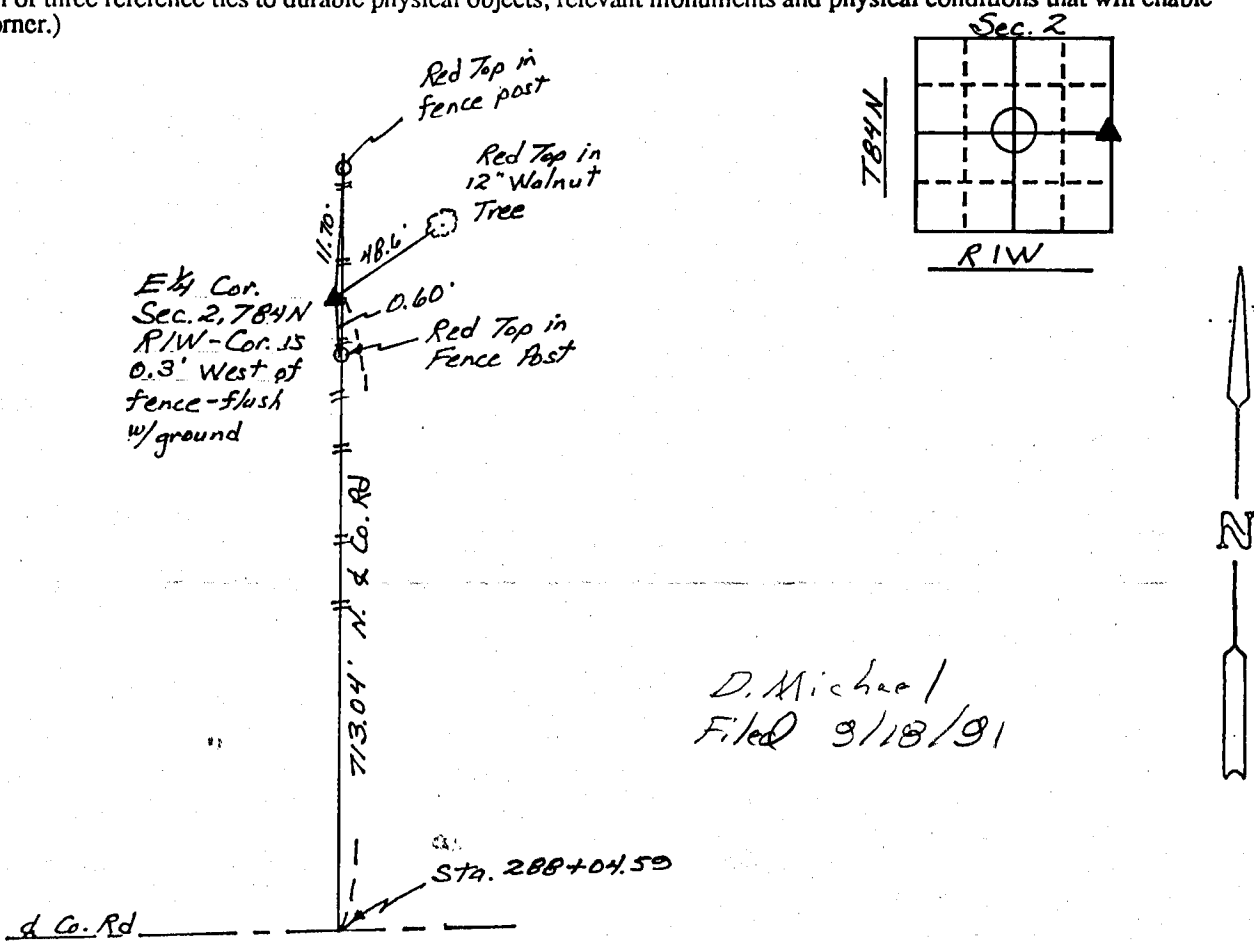 or three reference ties to durable physical objects, relevant monuments and physical conditions that will enable
orner.)
Sec. 2
T84N
R1W
Red Top in
fence post
Red Top in
12" Walnut
Tree
11.70'
48.6'
0.60'
E¼ Cor.
Sec. 2, T84N
R1W - Cor. is
0.3' West of
fence - flush
w/ground
Red Top in
Fence Post
713.04' N. ₵ Co. Rd
N
D. Michael
Filed 9/18/91
Sta. 288+04.59
₵ Co. Rd